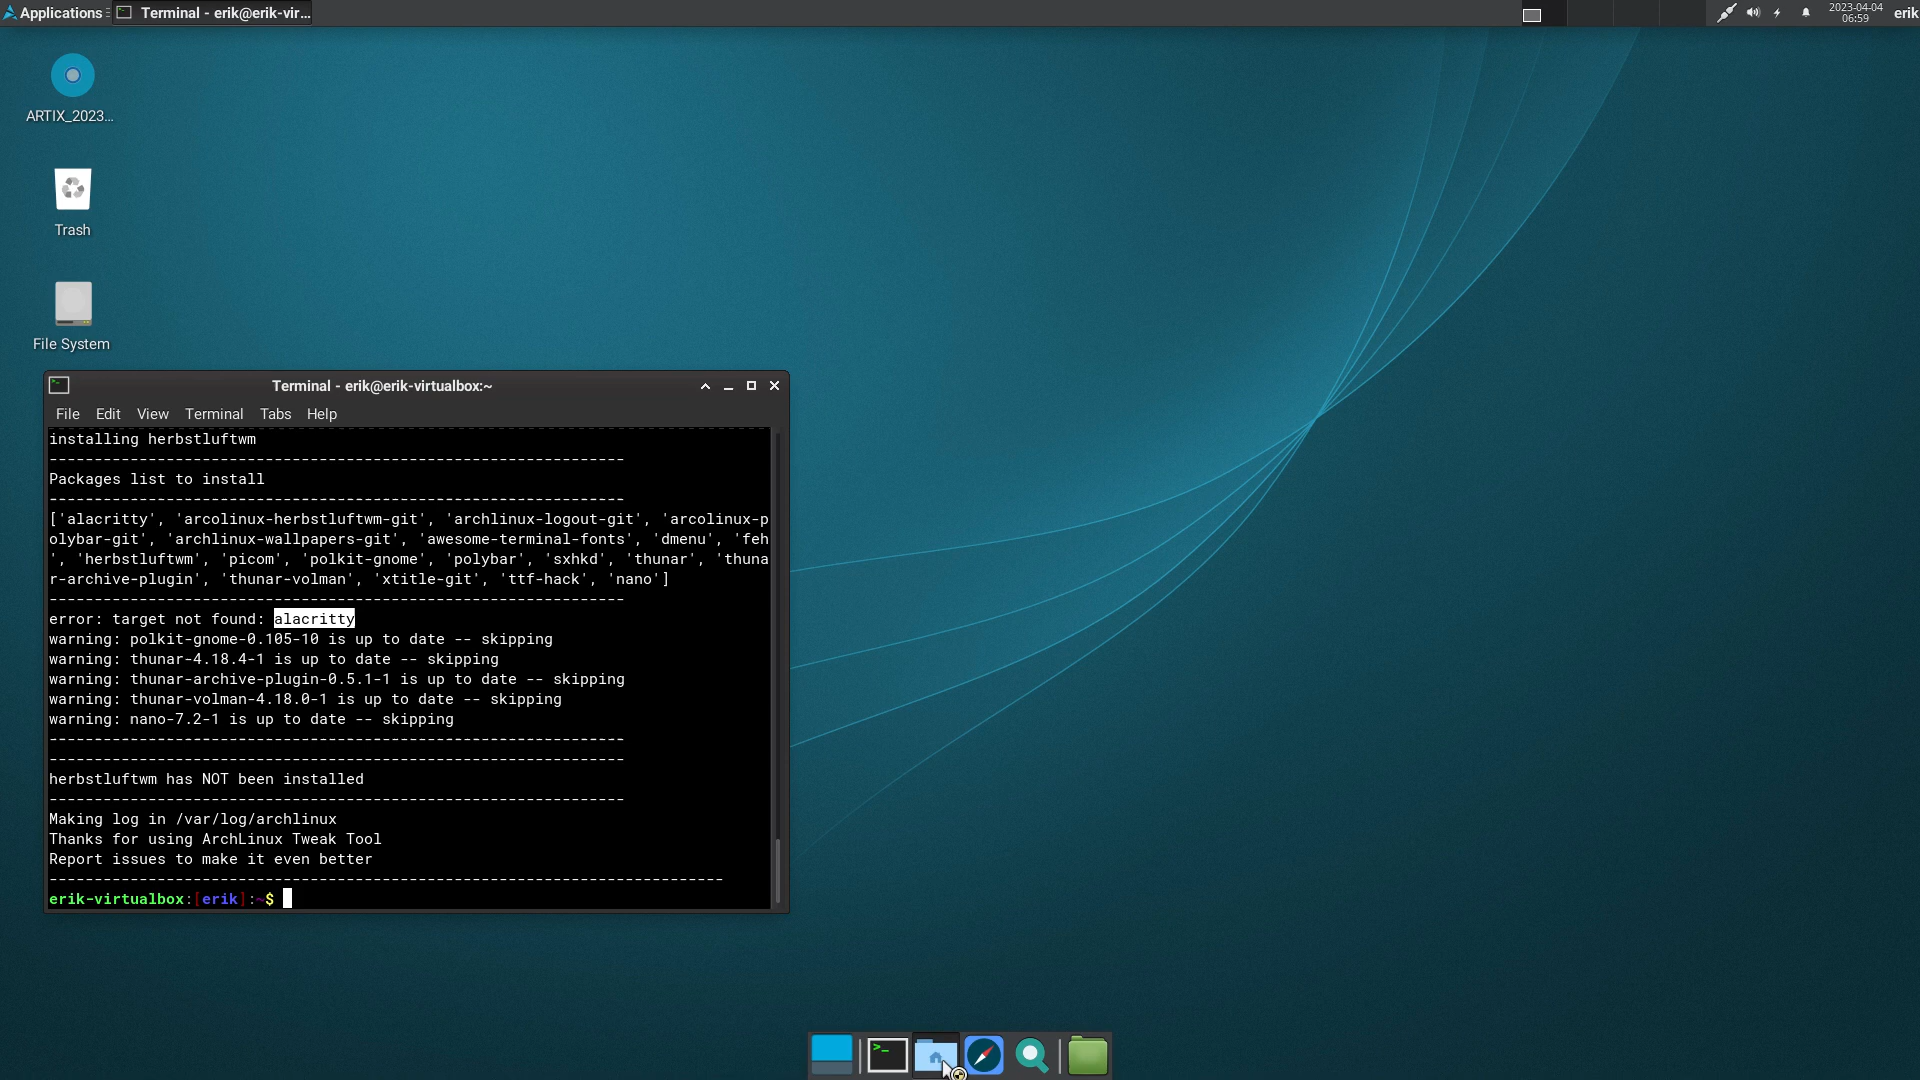 Applications
Terminal - erik@erik-vir...
2023-04-04
06:59
erik
ARTIX_2023...
Trash
File System
Terminal - erik@erik-virtualbox:~
File Edit View Terminal Tabs Help
installing herbstluftwm
----------------------------------------------------------------
Packages list to install
----------------------------------------------------------------
['alacritty', 'arcolinux-herbstluftwm-git', 'archlinux-logout-git', 'arcolinux-p
olybar-git', 'archlinux-wallpapers-git', 'awesome-terminal-fonts', 'dmenu', 'feh
', 'herbstluftwm', 'picom', 'polkit-gnome', 'polybar', 'sxhkd', 'thunar', 'thuna
r-archive-plugin', 'thunar-volman', 'xtitle-git', 'ttf-hack', 'nano']
----------------------------------------------------------------
error: target not found: alacritty
warning: polkit-gnome-0.105-10 is up to date -- skipping
warning: thunar-4.18.4-1 is up to date -- skipping
warning: thunar-archive-plugin-0.5.1-1 is up to date -- skipping
warning: thunar-volman-4.18.0-1 is up to date -- skipping
warning: nano-7.2-1 is up to date -- skipping
----------------------------------------------------------------
----------------------------------------------------------------
herbstluftwm has NOT been installed
----------------------------------------------------------------
Making log in /var/log/archlinux
Thanks for using ArchLinux Tweak Tool
Report issues to make it even better
---------------------------------------------------------------------------
erik-virtualbox:[erik]:~$